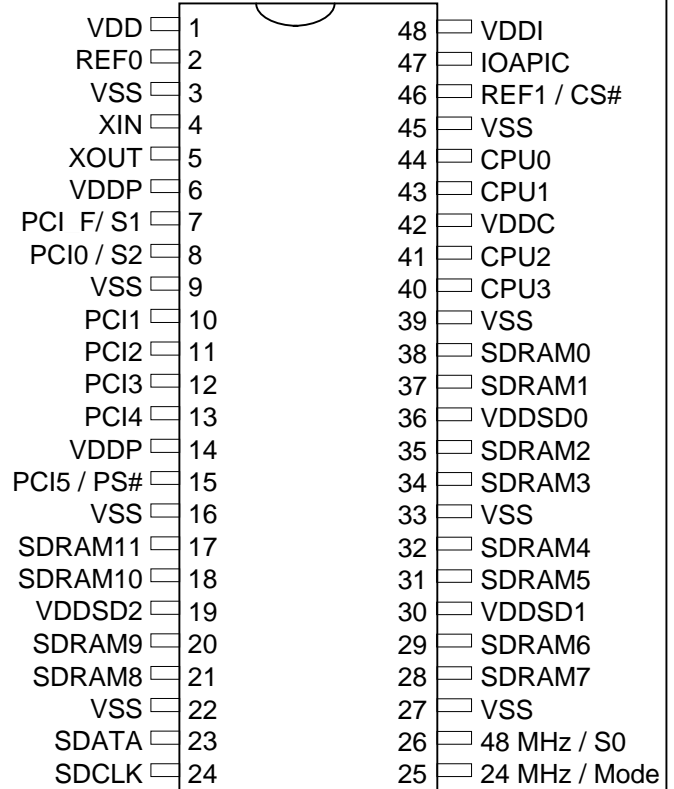 VDD 1 48 VDDI
REF0 2 47 IOAPIC
VSS 3 46 REF1 / CS#
XIN 4 45 VSS
XOUT 5 44 CPU0
VDDP 6 43 CPU1
PCI F/ S1 7 42 VDDC
PCI0 / S2 8 41 CPU2
VSS 9 40 CPU3
PCI1 10 39 VSS
PCI2 11 38 SDRAM0
PCI3 12 37 SDRAM1
PCI4 13 36 VDDSD0
VDDP 14 35 SDRAM2
PCI5 / PS# 15 34 SDRAM3
VSS 16 33 VSS
SDRAM11 17 32 SDRAM4
SDRAM10 18 31 SDRAM5
VDDSD2 19 30 VDDSD1
SDRAM9 20 29 SDRAM6
SDRAM8 21 28 SDRAM7
VSS 22 27 VSS
SDATA 23 26 48 MHz / S0
SDCLK 24 25 24 MHz / Mode